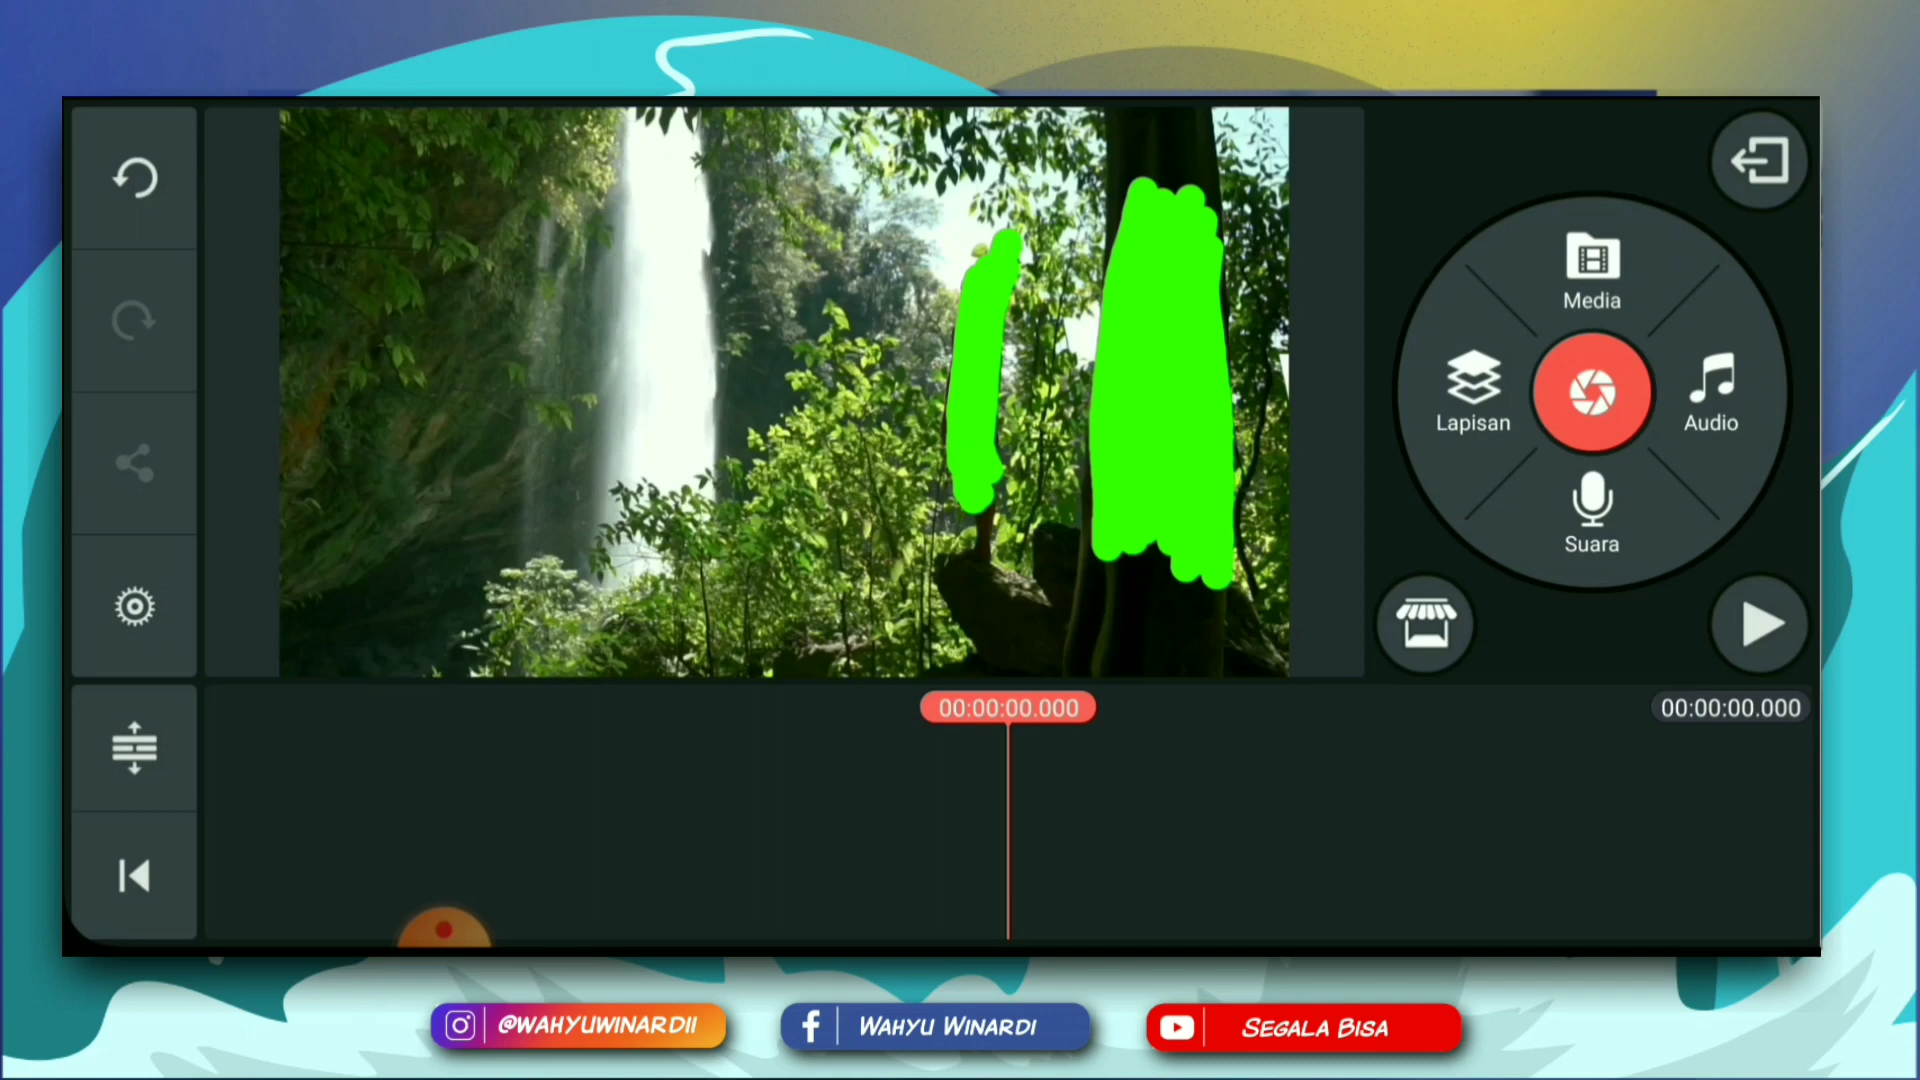 Media
Lapisan
Audio
Suara
00:00:00.000
00:00:00.000
@WAHYUWINARDII
WAHYU WINARDI
SEGALA BISA